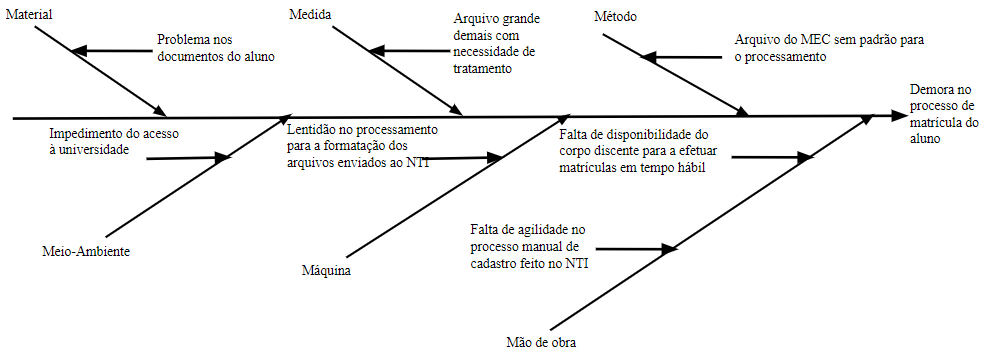 Material
Medida
Método
Problema nos
documentos do aluno
Arquivo grande
demais com
necessidade de
tratamento
Arquivo do MEC sem padrão para
o processamento
Demora no
processo de
matrícula do
aluno
Impedimento do acesso
à universidade
Lentidão no processamento
para a formatação dos
arquivos enviados ao NTI
Falta de disponibilidade do
corpo discente para a efetuar
matrículas em tempo hábil
Meio-Ambiente
Máquina
Falta de agilidade no
processo manual de
cadastro feito no NTI
Mão de obra